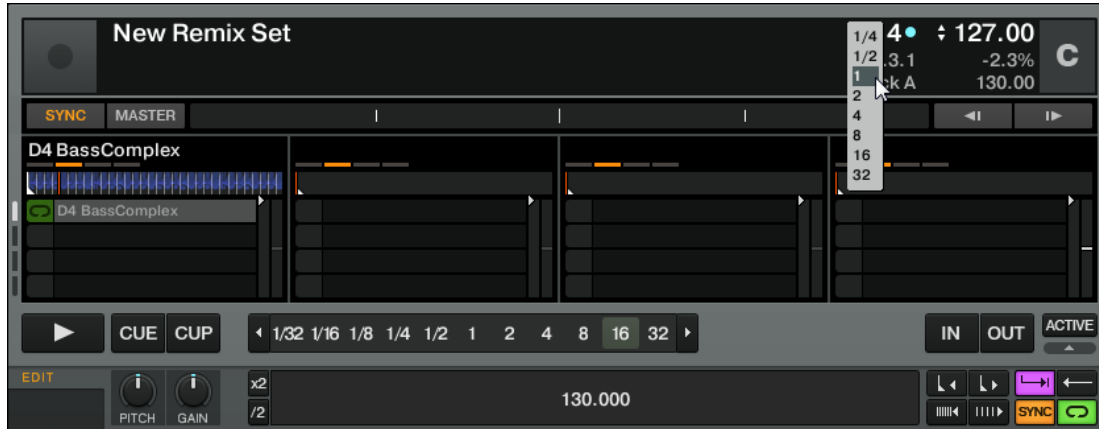 New Remix Set
1/4
1/2
1
2
4
8
16
32
4
.3.1
ck A
127.00
-2.3%
130.00
C
SYNC MASTER
D4 BassComplex
D4 BassComplex
CUE CUP
1/32 1/16 1/8 1/4 1/2 1 2 4 8 16 32
IN OUT ACTIVE
EDIT
PITCH GAIN
x2
/2
130.000
SYNC